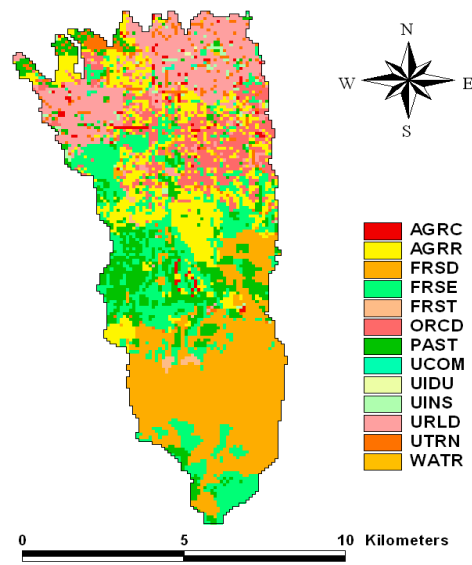 N
W E
S
AGRC
AGRR
FRSD
FRSE
FRST
ORCD
PAST
UCOM
UIDU
UINS
URLD
UTRN
WATR
0 5 10 Kilometers